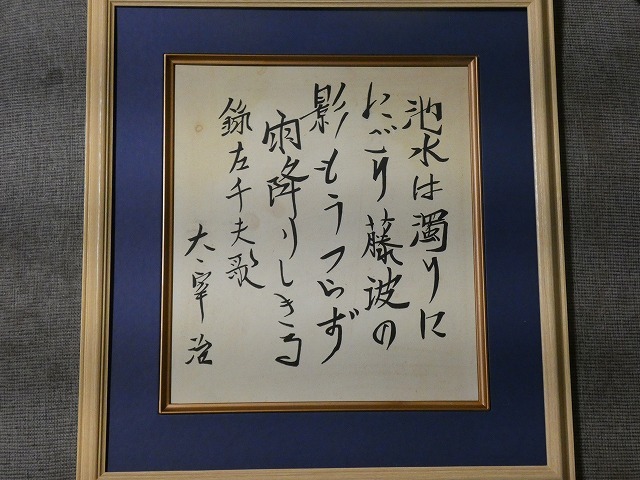 池水は濁りに
にごり藤波の
影もうつらず
雨降りしきる
録左千夫歌
太宰治